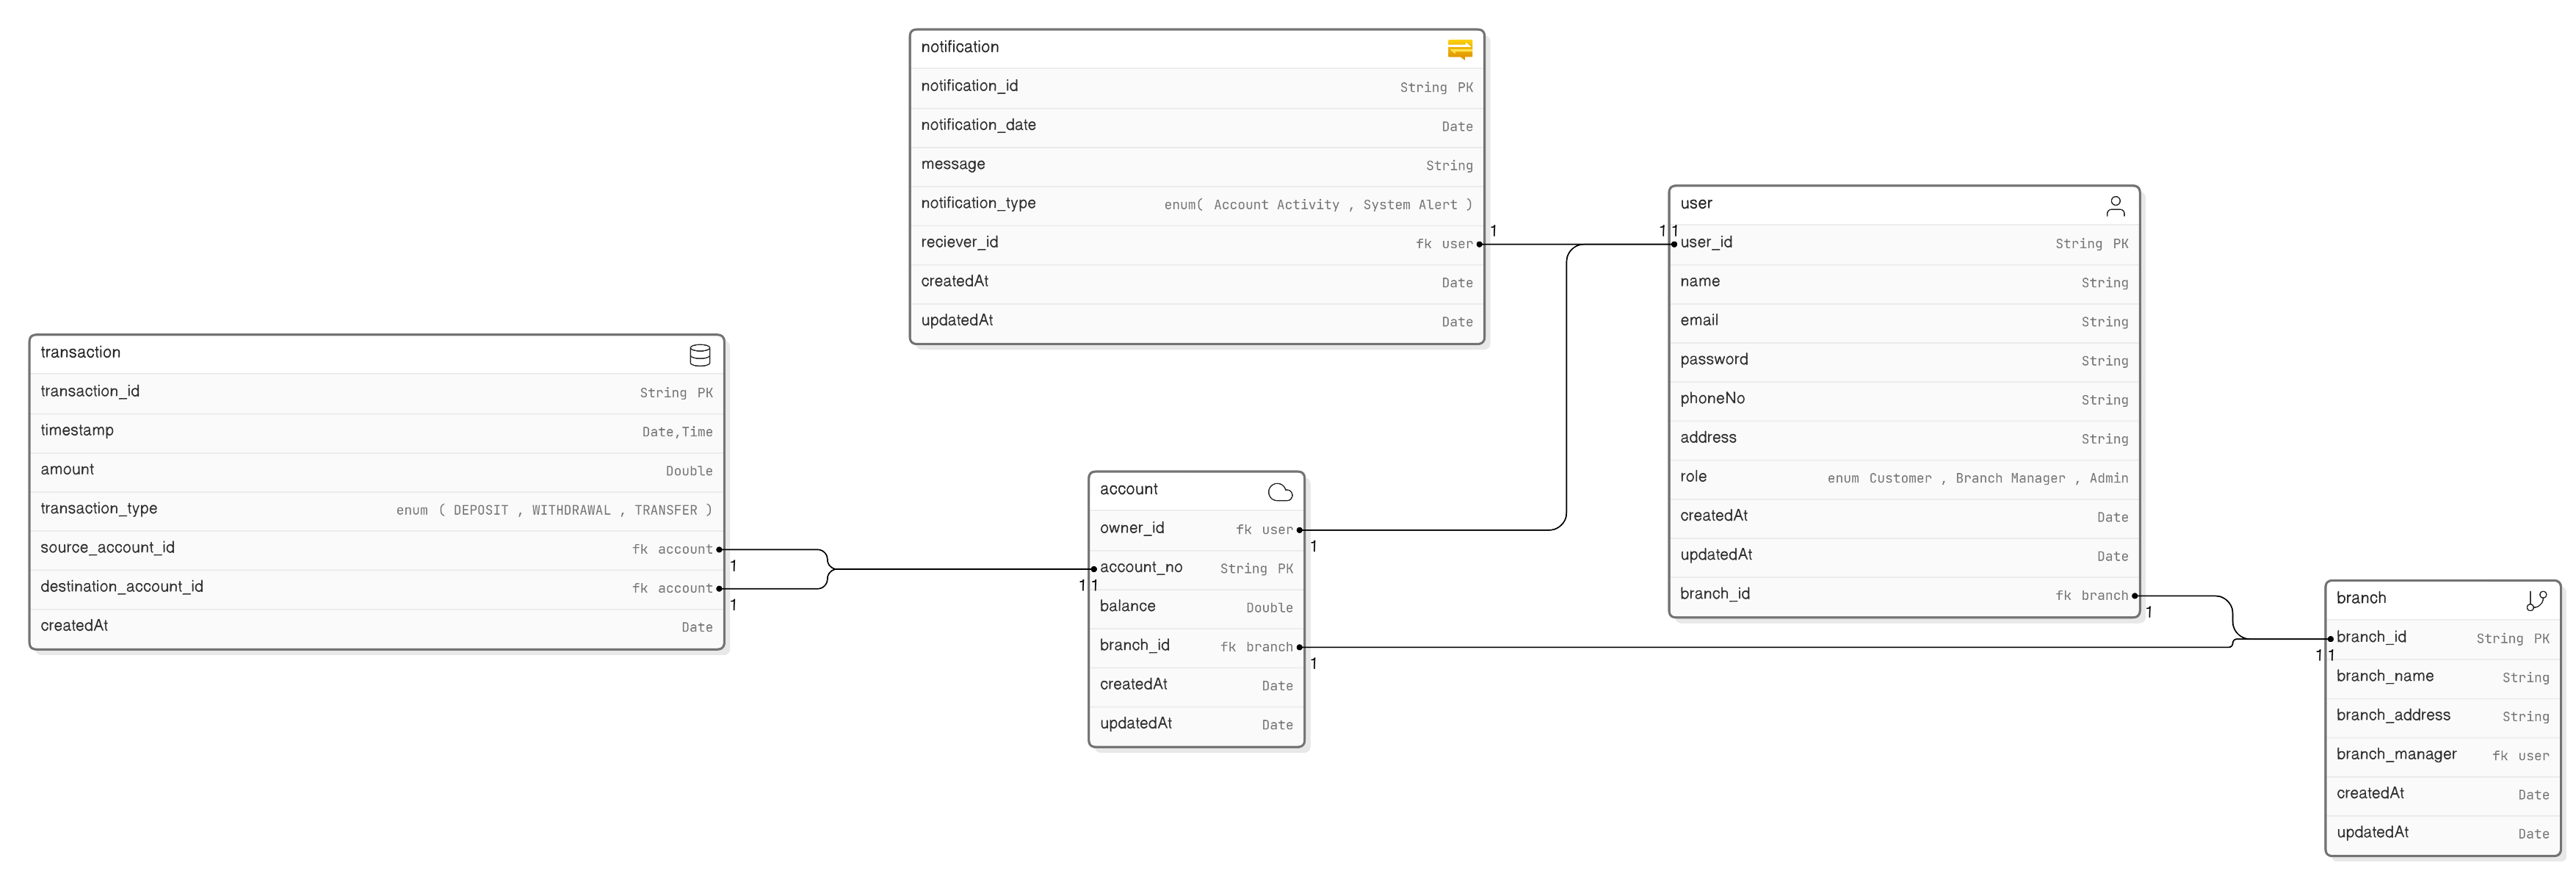 notification
notification_id String PK
notification_date Date
message String
notification_type enum( Account Activity , System Alert )
reciever_id fk user
1
createdAt Date
updatedAt Date
user
1 1
user_id String PK
name String
email String
password String
phoneNo String
address String
role enum Customer , Branch Manager , Admin
createdAt Date
updatedAt Date
branch_id fk branch
1
transaction
transaction_id String PK
timestamp Date,Time
amount Double
transaction_type enum ( DEPOSIT , WITHDRAWAL , TRANSFER )
source_account_id fk account
1
destination_account_id fk account
1
createdAt Date
account
owner_id fk user
1
account_no String PK
1 1
balance Double
branch_id fk branch
1
createdAt Date
updatedAt Date
branch
branch_id String PK
1 1
branch_name String
branch_address String
branch_manager fk user
createdAt Date
updatedAt Date